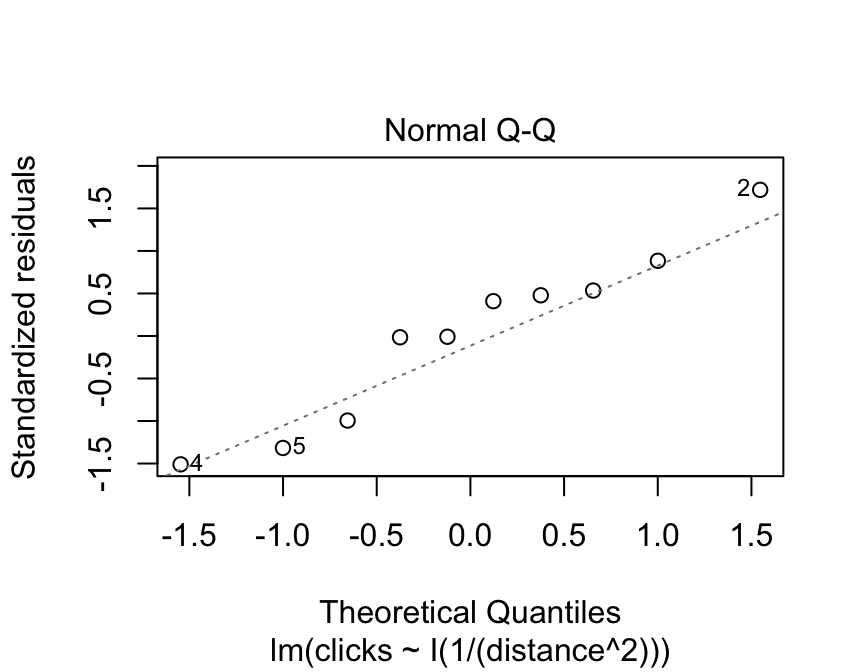 Normal Q-Q
Standardized residuals
1.5
0.5
-0.5
-1.5
2
5
4
-1.5 -1.0 -0.5 0.0 0.5 1.0 1.5
Theoretical Quantiles
lm(clicks ~ I(1/(distance^2)))